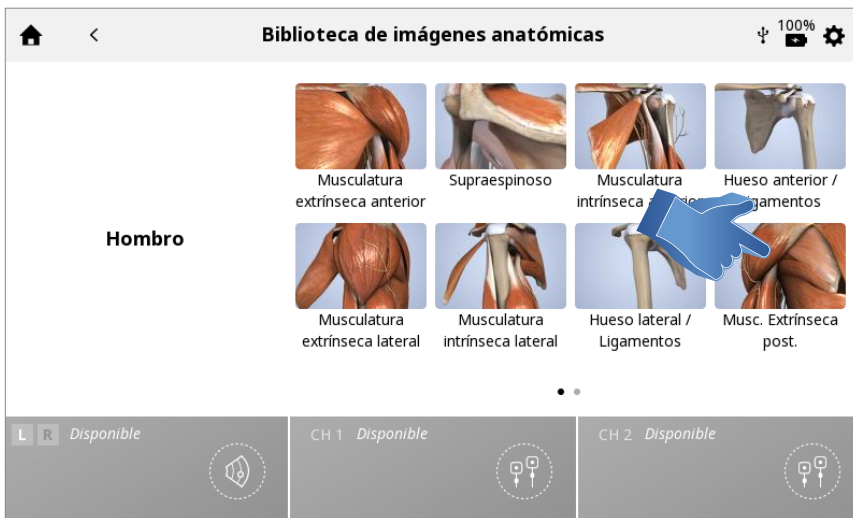 Biblioteca de imágenes anatómicas
100%
Musculatura
extrínseca anterior
Supraespinoso
Musculatura
intrínseca
Hueso anterior /
Hombro
Musculatura
extrínseca lateral
Musculatura
intrínseca lateral
Hueso lateral /
Ligamentos
Musc. Extrínseca
post.
L R Disponible
CH 1 Disponible
CH 2 Disponible